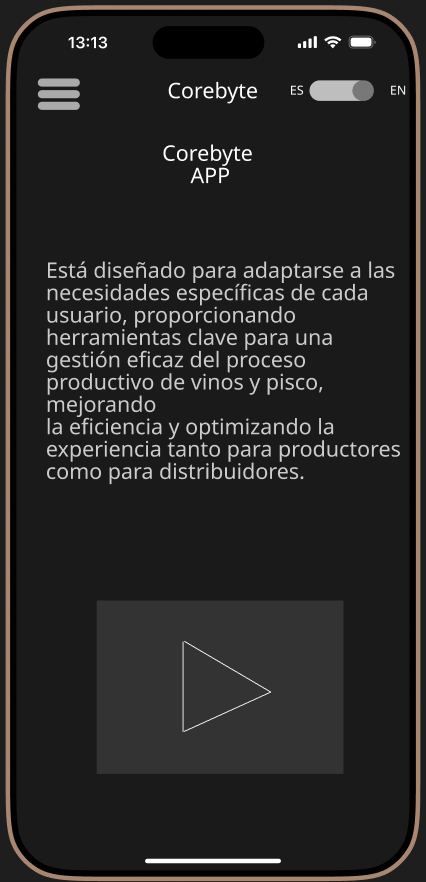 13:13
Corebyte
ES
EN
Corebyte
APP
Está diseñado para adaptarse a las
necesidades específicas de cada
usuario, proporcionando
herramientas clave para una
gestión eficaz del proceso
productivo de vinos y pisco,
mejorando
la eficiencia y optimizando la
experiencia tanto para productores
como para distribuidores.